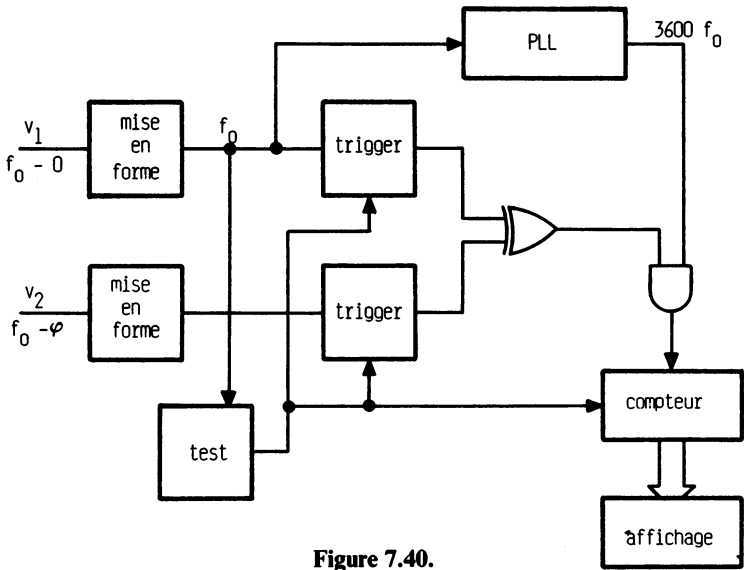 PLL
3600 f₀
v₁
f₀ - 0
mise
en
forme
f₀
trigger
v₂
f₀ -φ
mise
en
forme
trigger
test
compteur
affichage
Figure 7.40.